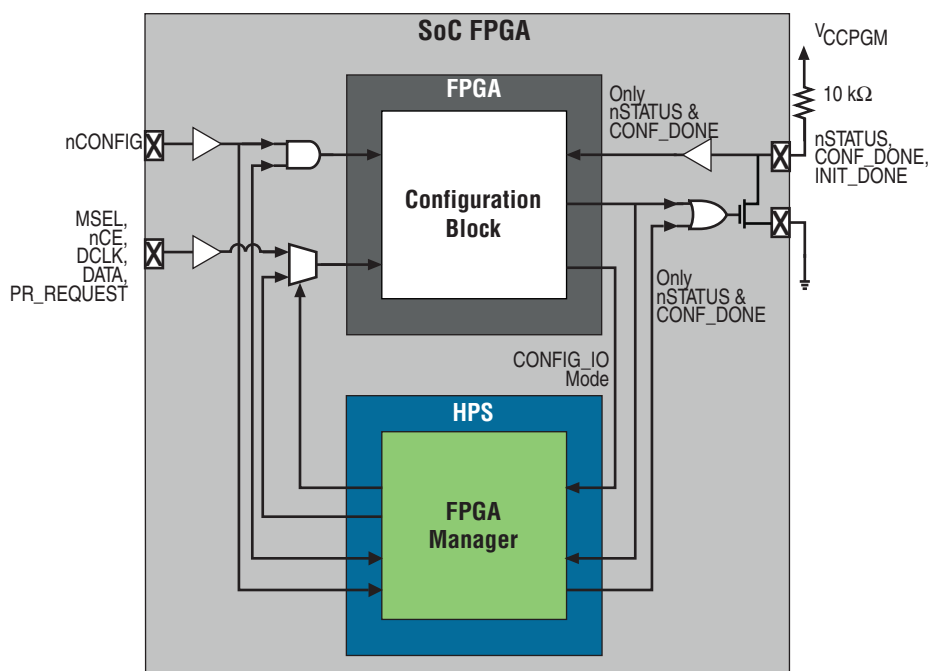 SoC FPGA
VCCPGM
10 kΩ
FPGA
Only
nSTATUS &
CONF_DONE
nCONFIG
nSTATUS,
CONF_DONE,
INIT_DONE
Configuration
Block
MSEL,
nCE,
DCLK,
DATA,
PR_REQUEST
Only
nSTATUS &
CONF_DONE
CONFIG_IO
Mode
HPS
FPGA
Manager